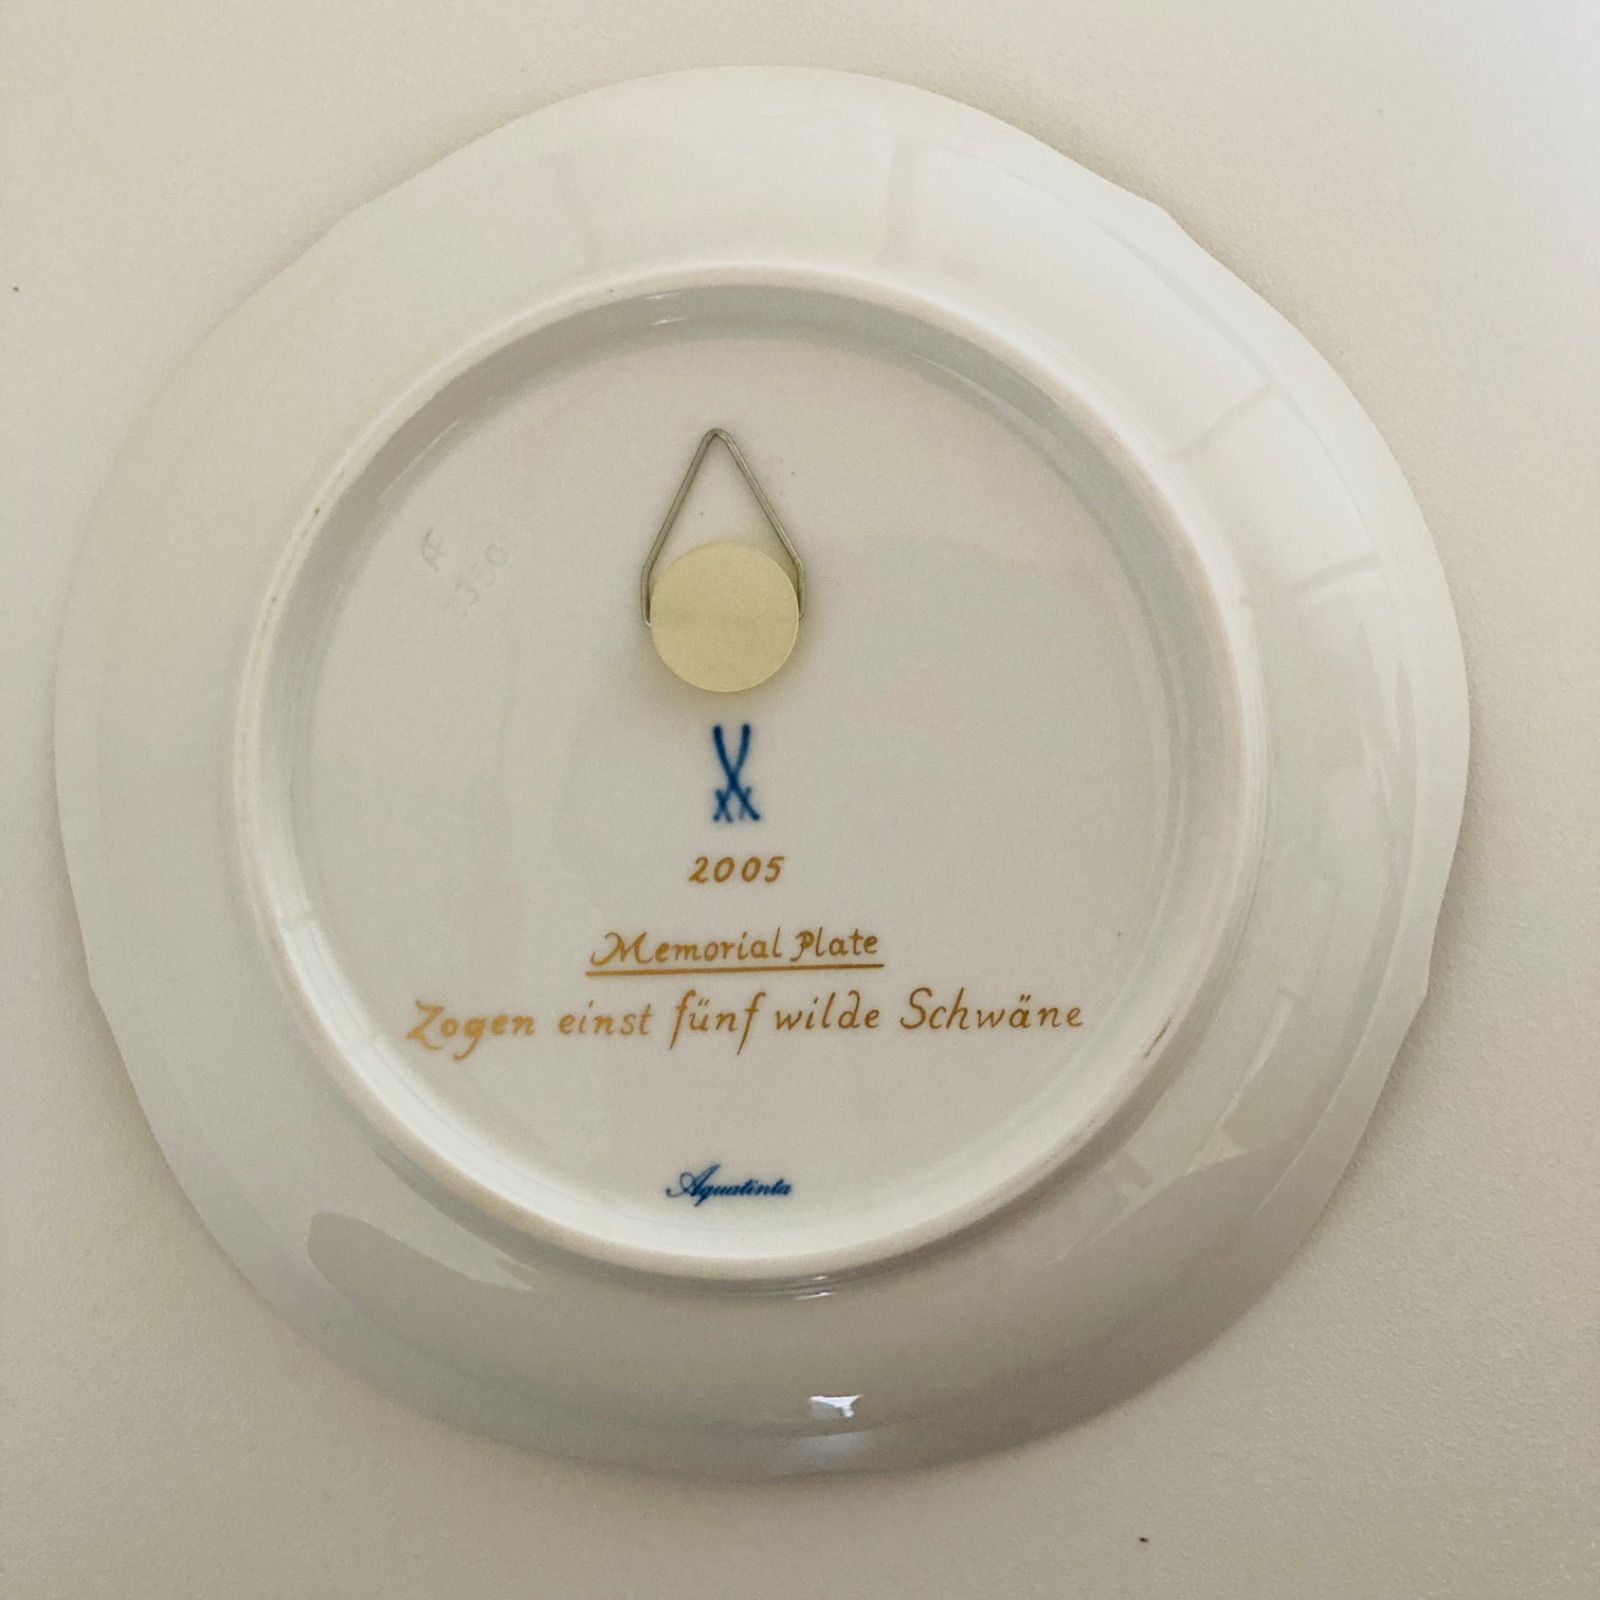 2005
Memorial Plate
Zogen einst fünf wilde Schwäne
Aquatinta